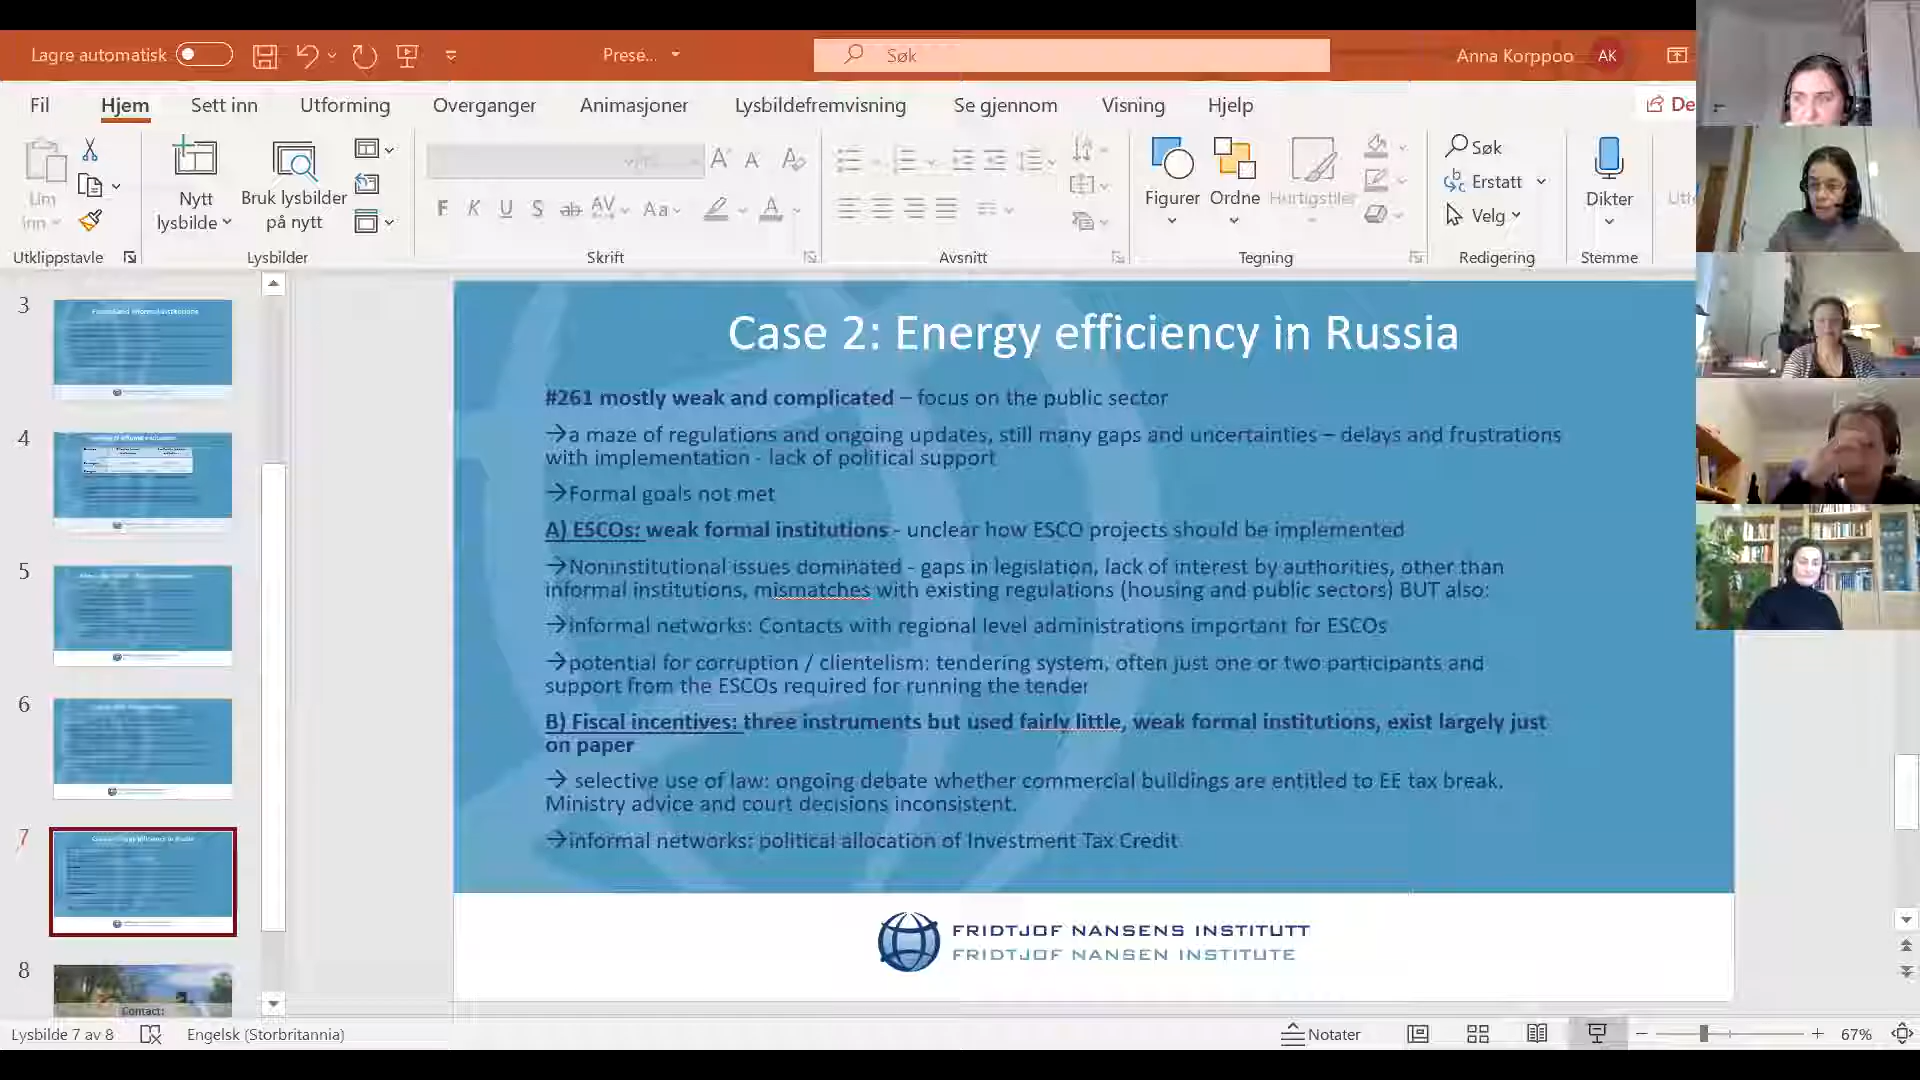 Lagre automatisk
Prese...
Søk
Anna Korppoo
AK
Fil
Hjem
Sett inn
Utforming
Overganger
Animasjoner
Lysbildefremvisning
Se gjennom
Visning
Hjelp
De
Lim
inn
Nytt
lysbilde
Bruk lysbilder
på nytt
F K U S ab AV Aa A
Figurer
Ordne
Hurtigstiler
Søk
Erstatt
Velg
Dikter
Utklippstavle
Lysbilder
Skrift
Avsnitt
Tegning
Redigering
Stemme
3
4
5
6
7
8
Contact:
Case 2: Energy efficiency in Russia
#261 mostly weak and complicated – focus on the public sector
→a maze of regulations and ongoing updates, still many gaps and uncertainties – delays and frustrations
with implementation - lack of political support
→Formal goals not met
A) ESCOs: weak formal institutions - unclear how ESCO projects should be implemented
→Noninstitutional issues dominated - gaps in legislation, lack of interest by authorities, other than
informal institutions, mismatches with existing regulations (housing and public sectors) BUT also:
→informal networks: Contacts with regional level administrations important for ESCOs
→potential for corruption / clientelism: tendering system, often just one or two participants and
support from the ESCOs required for running the tender
B) Fiscal incentives: three instruments but used fairly little, weak formal institutions, exist largely just
on paper
→ selective use of law: ongoing debate whether commercial buildings are entitled to EE tax break.
Ministry advice and court decisions inconsistent.
→informal networks: political allocation of Investment Tax Credit
FRIDTJOF NANSENS INSTITUTT
FRIDTJOF NANSEN INSTITUTE
Lysbilde 7 av 8
Engelsk (Storbritannia)
Notater
67%